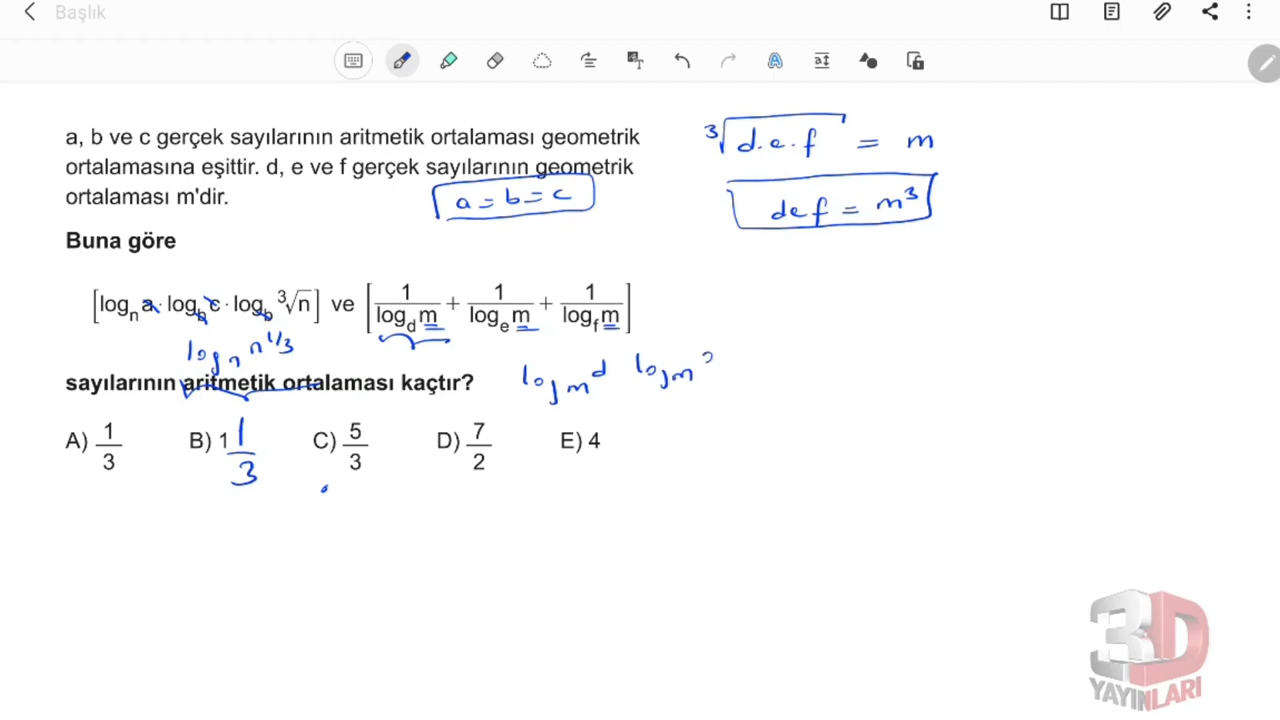 Başlık
a, b ve c gerçek sayılarının aritmetik ortalaması geometrik
ortalamasına eşittir. d, e ve f gerçek sayılarının geometrik
ortalaması m'dir.
a = b = c
∛(d.e.f) = m
def = m³
Buna göre
[logₙ a · log_b c · log_b ∛n] ve [1/(log_d m) + 1/(log_e m) + 1/(log_f m)]
logₙ n^(1/3)
sayılarının aritmetik ortalaması kaçtır?
log_m d log_m
A) 1/3 B) 1 C) 5/3 D) 7/2 E) 4
1/3
3D
YAYINLARI